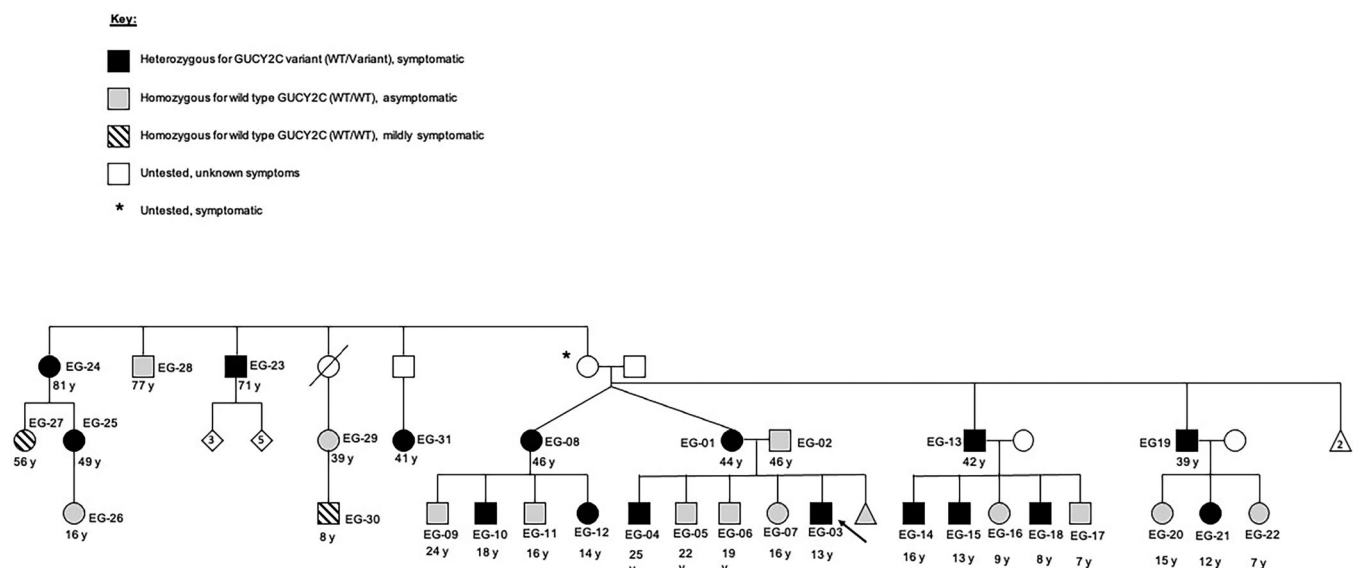 Key:
Heterozygous for GUCY2C variant (WT/Variant), symptomatic
Homozygous for wild type GUCY2C (WT/WT), asymptomatic
Homozygous for wild type GUCY2C (WT/WT), mildly symptomatic
Untested, unknown symptoms
* Untested, symptomatic
*
EG-24 EG-28 EG-23
81 y 77 y 71 y
EG-27 EG-25 3 5 EG-29 EG-31 EG-08 EG-01 EG-02 EG-13 EG19 2
56 y 49 y 39 y 41 y 46 y 44 y 46 y 42 y 39 y
EG-26 EG-30
16 y 8 y
EG-09 EG-10 EG-11 EG-12 EG-04 EG-05 EG-06 EG-07 EG-03 EG-14 EG-15 EG-16 EG-18 EG-17 EG-20 EG-21 EG-22
24 y 18 y 16 y 14 y 25 22 19 16 y 13 y 16 y 13 y 9 y 8 y 7 y 15 y 12 y 7 y